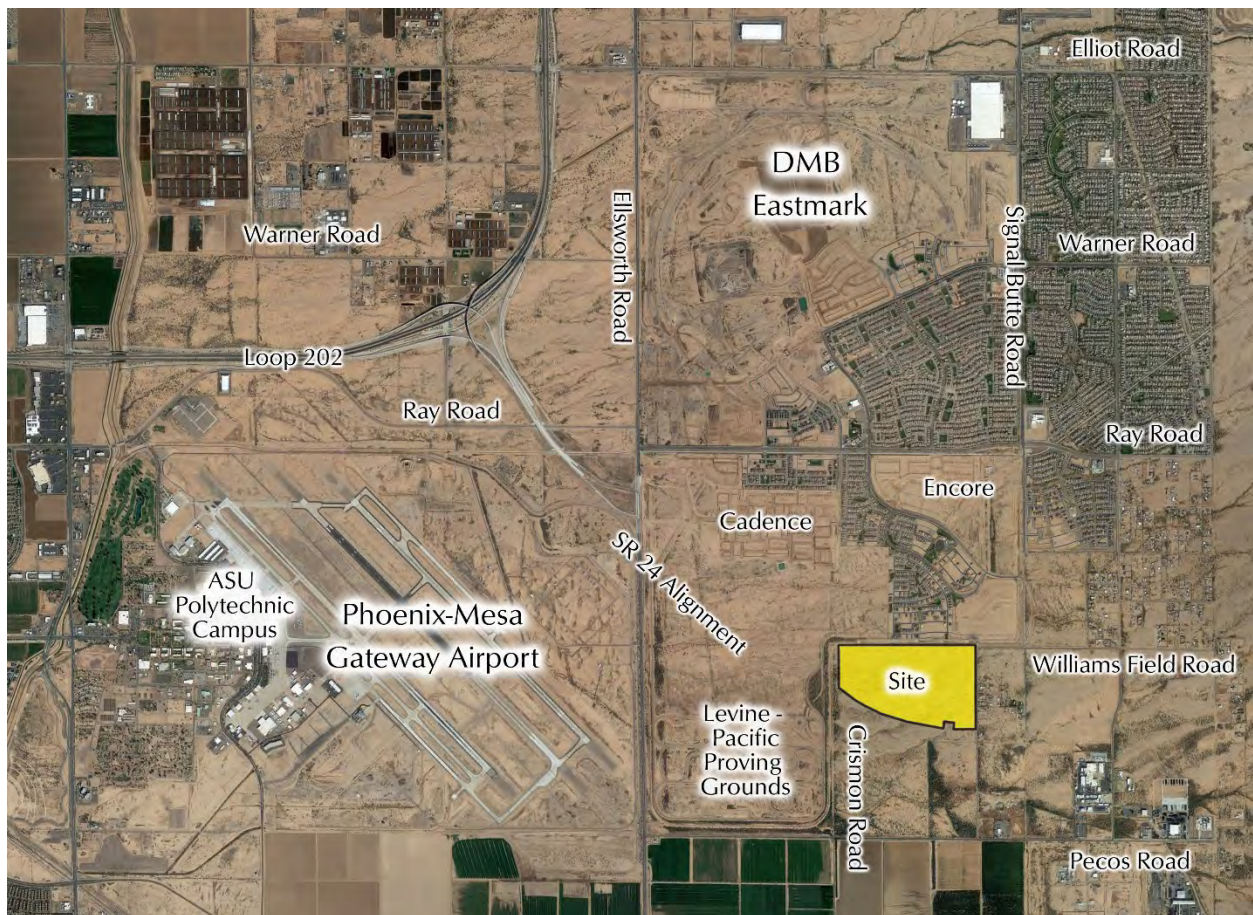 Elliot Road
DMB
Eastmark
Ellsworth Road
Signal Butte Road
Warner Road
Warner Road
Loop 202
Ray Road
Ray Road
Encore
Cadence
SR 24 Alignment
ASU
Polytechnic
Campus
Phoenix-Mesa
Gateway Airport
Site
Williams Field Road
Levine -
Pacific
Proving
Grounds
Crismon Road
Pecos Road